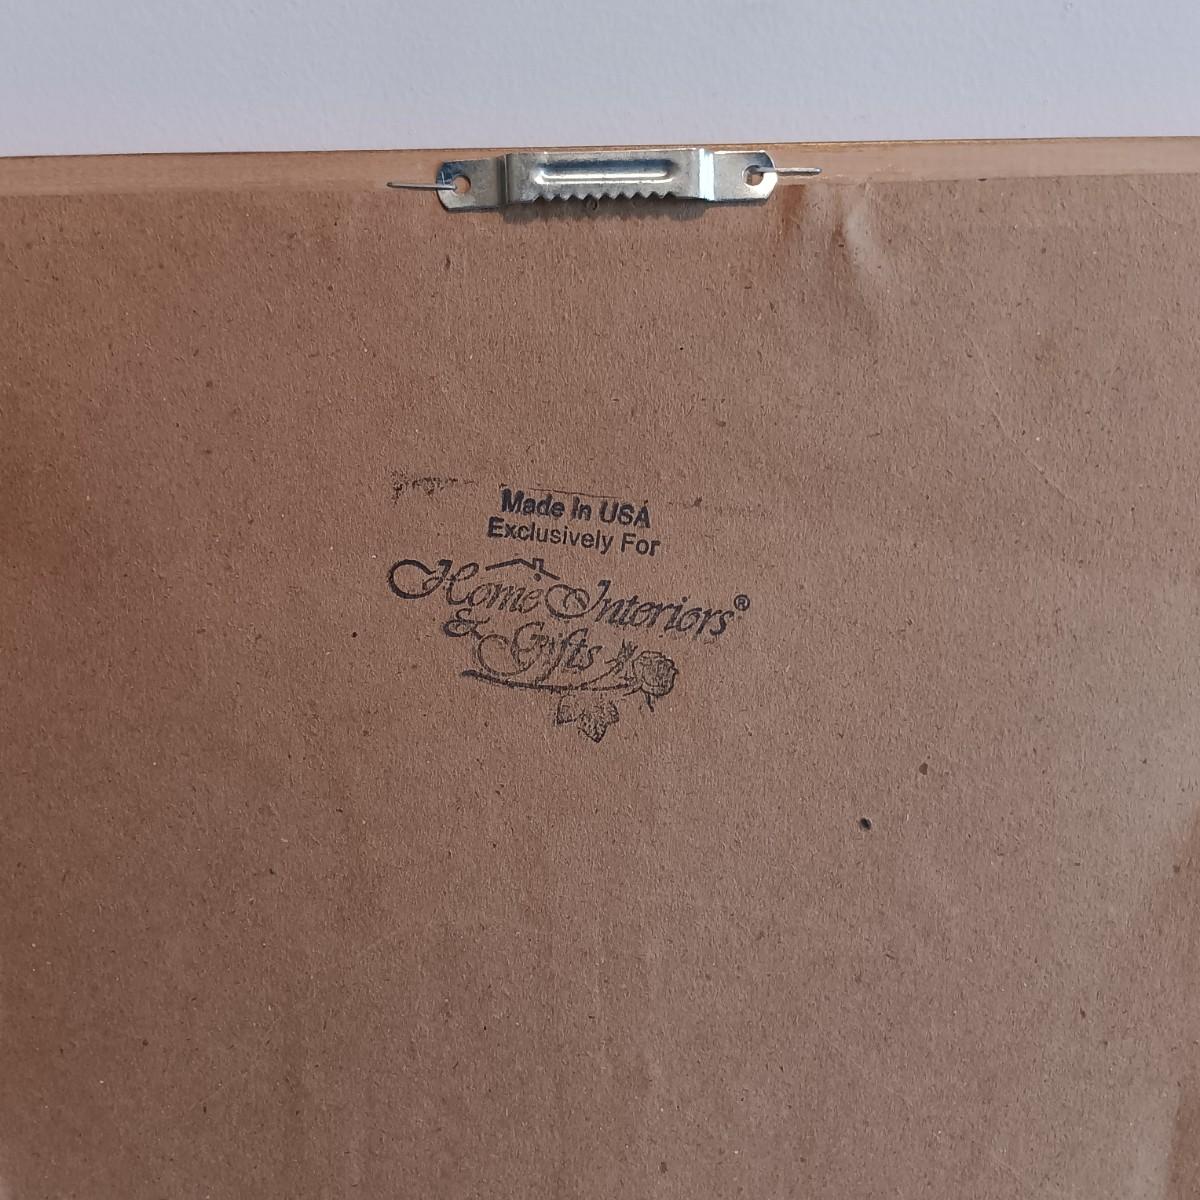 Made In USA
Exclusively For
Home Interiors®
& Gifts